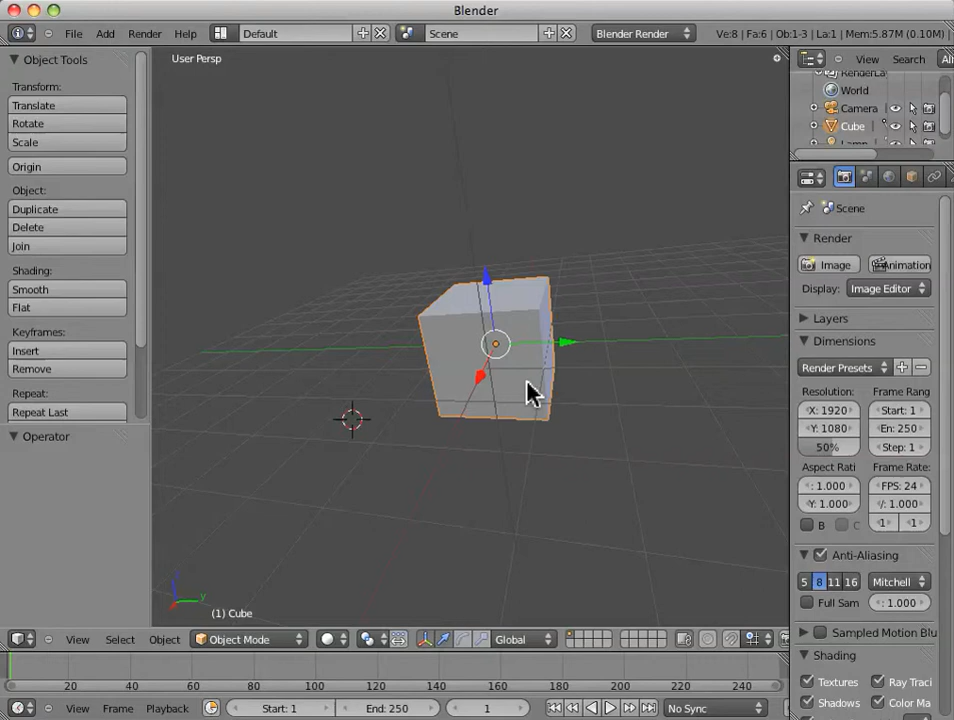 Blender
File Add Render Help Default Scene Blender Render Ve:8 | Fa:6 | Ob:1-3 | La:1 | Mem:5.87M (0.10M)
Object Tools
Transform:
Translate
Rotate
Scale
Origin
Object:
Duplicate
Delete
Join
Shading:
Smooth
Flat
Keyframes:
Insert
Remove
Repeat:
Repeat Last
Operator
User Persp
y
(1) Cube
View Search Al
RenderLa
World
Camera
Cube
Scene
Render
Image Animation
Display: Image Editor
Layers
Dimensions
Render Presets
Resolution: Frame Rang
X: 1920 Start: 1
Y: 1080 En: 250
50% Step: 1
Aspect Rati Frame Rate:
: 1.000 FPS: 24
Y: 1.000 /: 1.000
B C 1 1
Anti-Aliasing
5 8 11 16 Mitchell
Full Sam : 1.000
Sampled Motion Blu
Shading
Textures Ray Traci
Shadows Color Ma
View Select Object Object Mode Global
20 40 60 80 100 120 140 160 180 200 220 240
View Frame Playback Start: 1 End: 250 1 No Sync